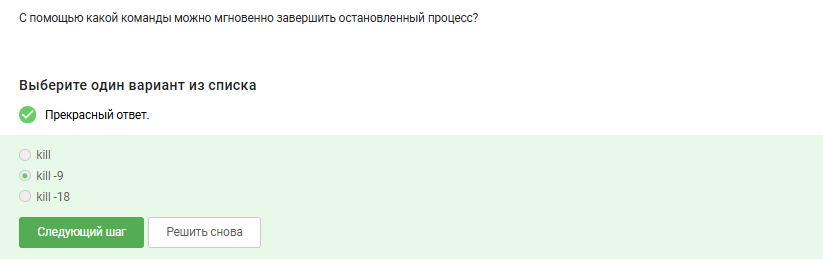 С помощью какой команды можно мгновенно завершить остановленный процесс?
Выберите один вариант из списка
Прекрасный ответ.
kill
kill -9
kill -18
Следующий шаг
Решить снова